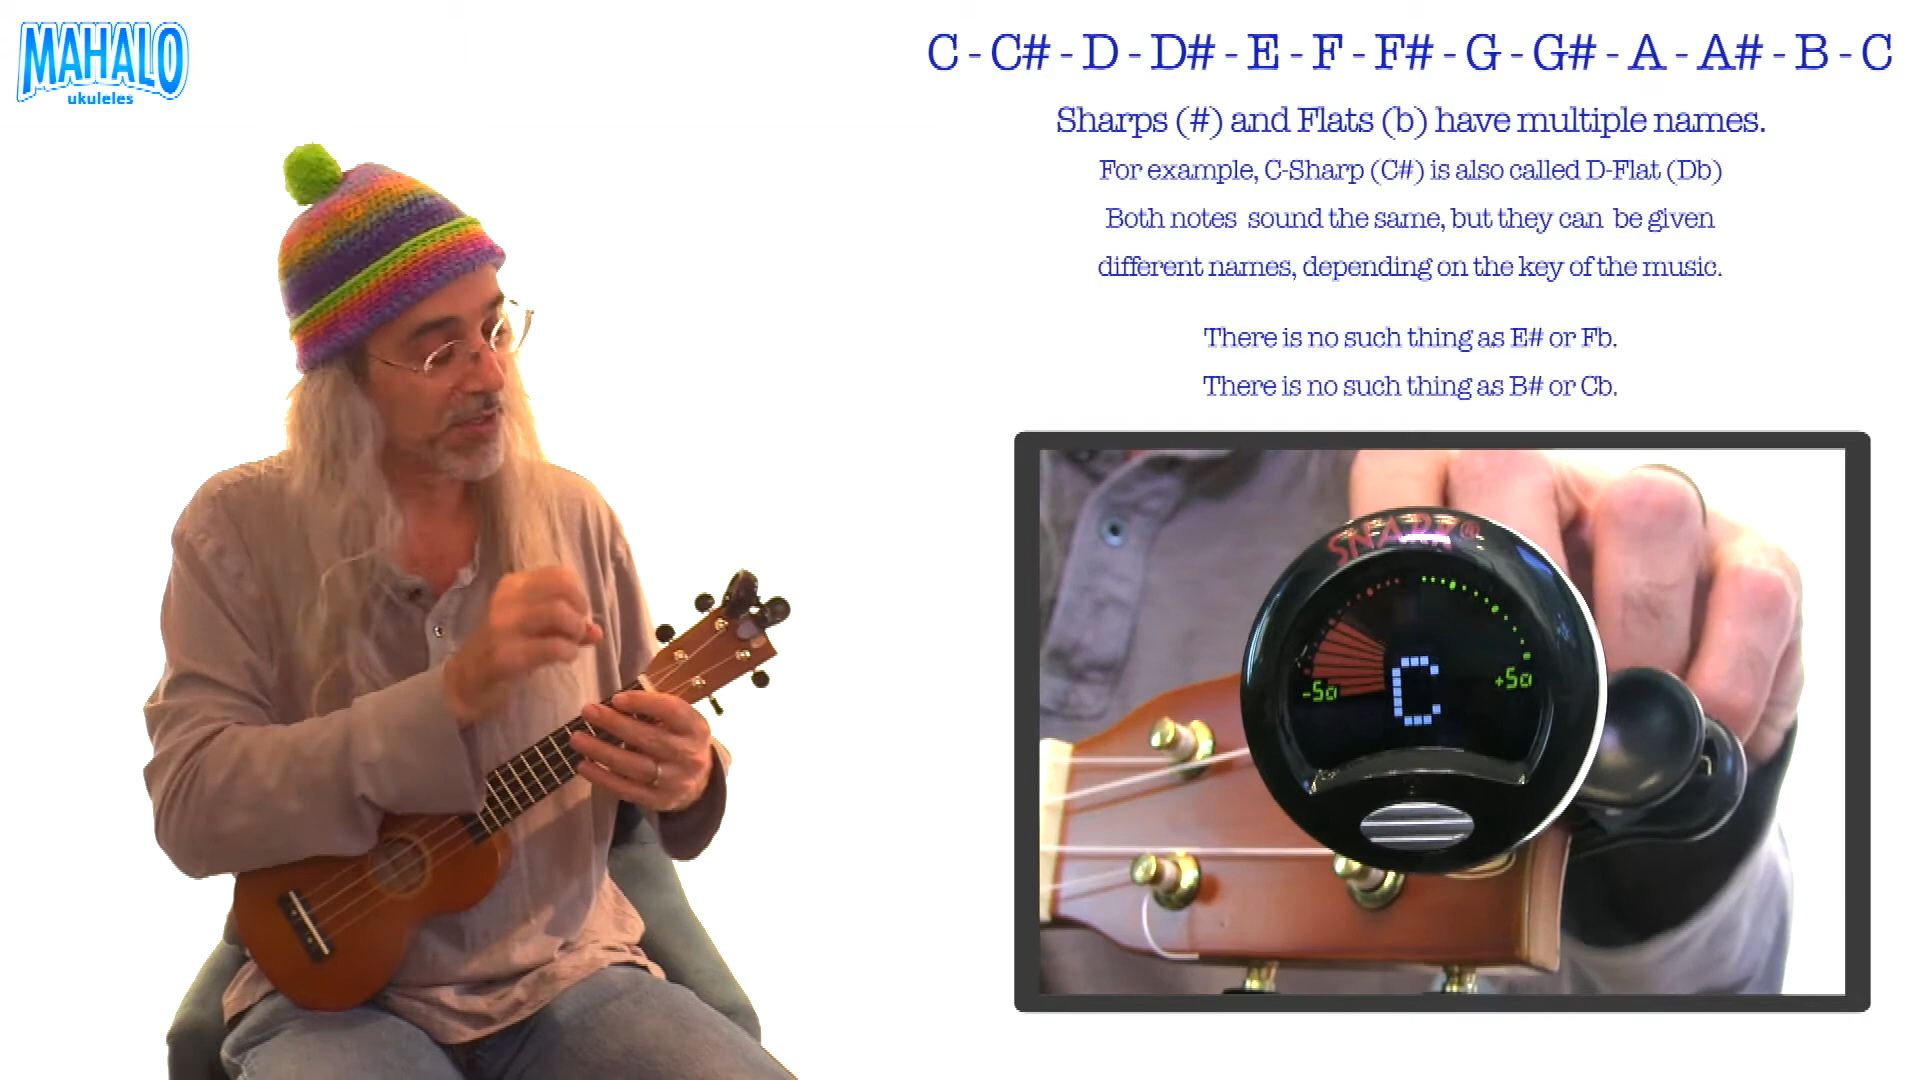 MAHALO
ukuleles
C - C# - D - D# - E - F - F# - G - G# - A - A# - B - C
Sharps (#) and Flats (b) have multiple names.
For example, C-Sharp (C#) is also called D-Flat (Db)
Both notes sound the same, but they can be given
different names, depending on the key of the music.
There is no such thing as E# or Fb.
There is no such thing as B# or Cb.
SNARK®
-50
C
+50